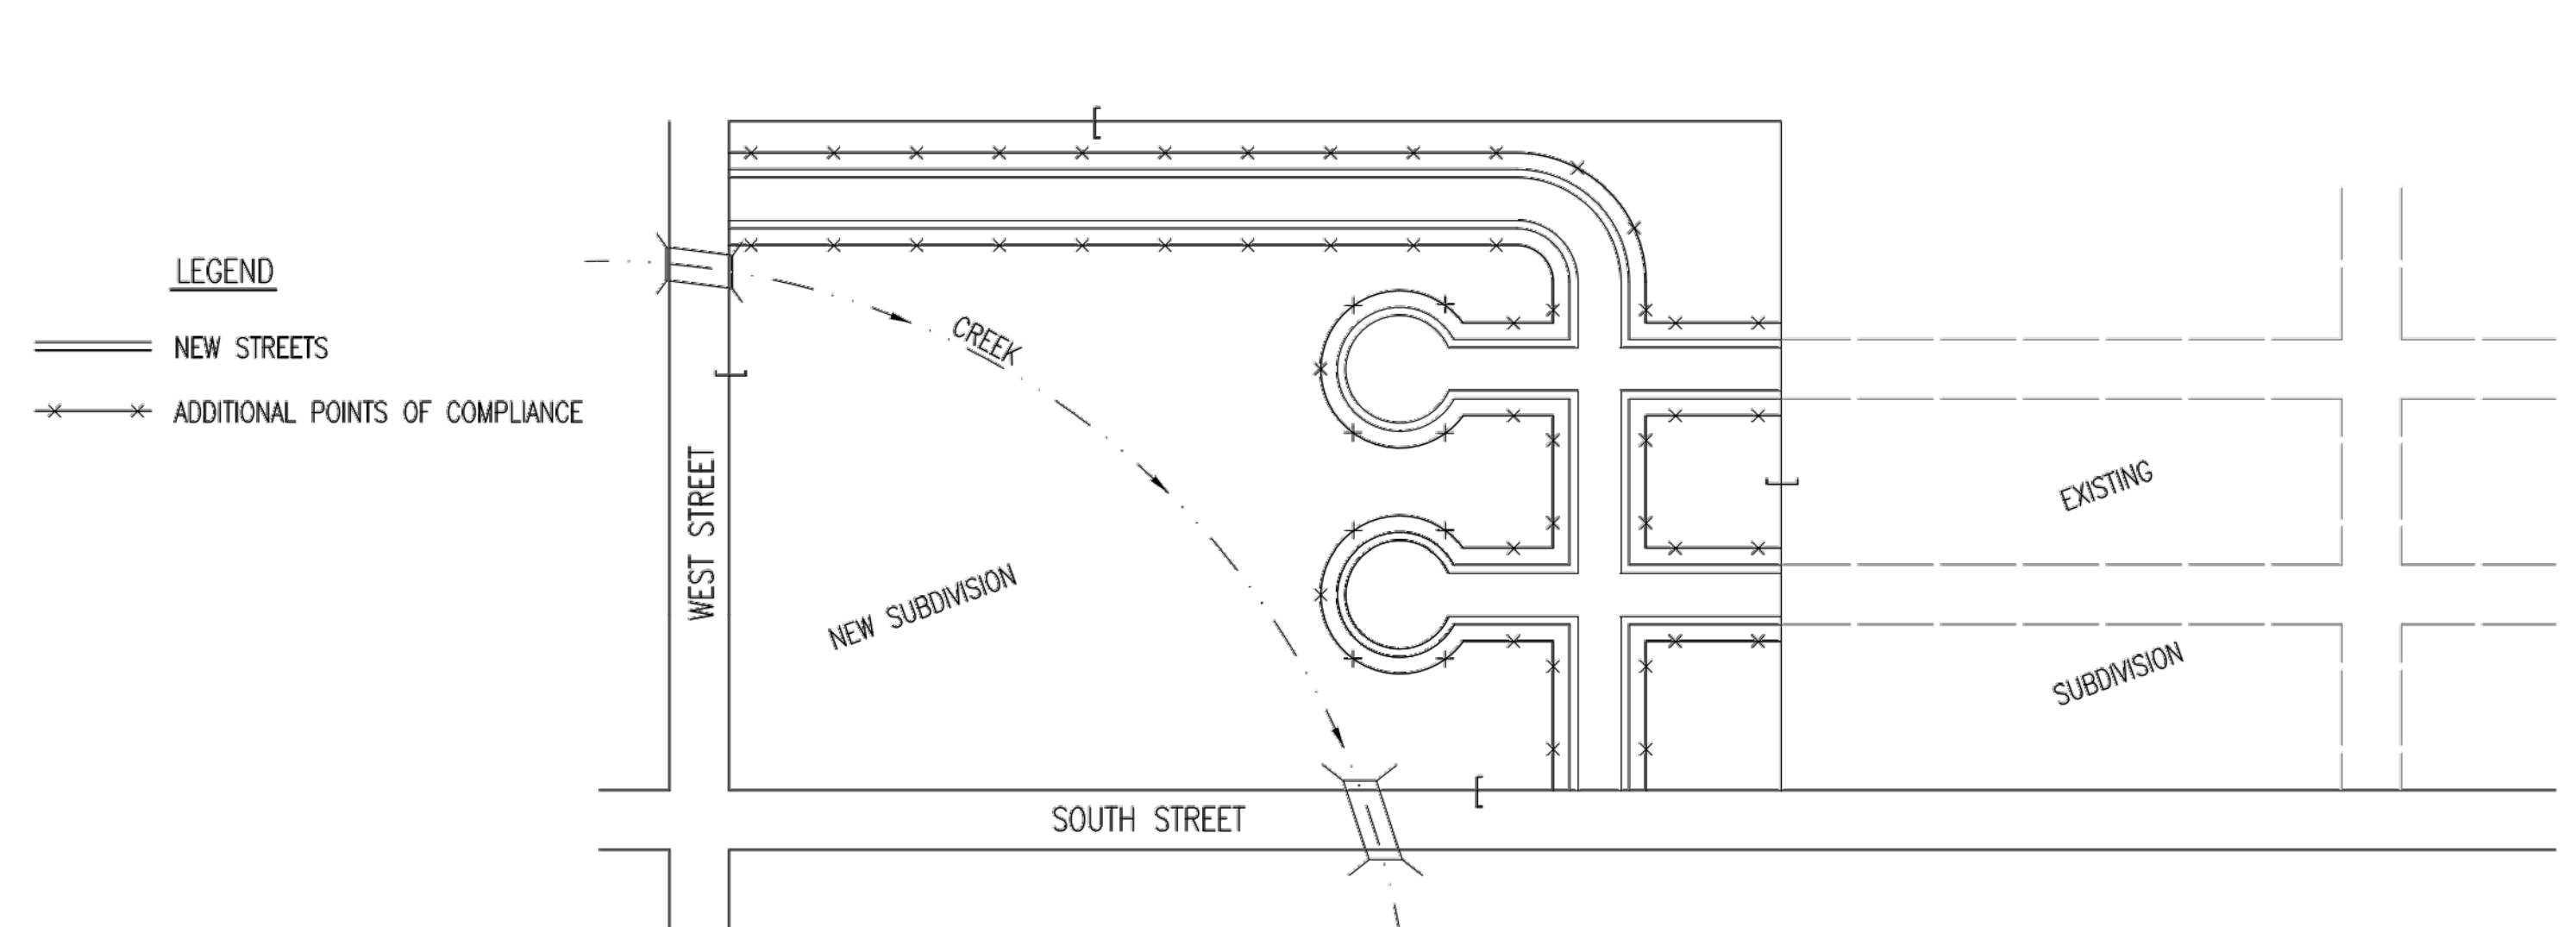 LEGEND
NEW STREETS
ADDITIONAL POINTS OF COMPLIANCE
CREEK
WEST STREET
NEW SUBDIVISION
SOUTH STREET
EXISTING
SUBDIVISION